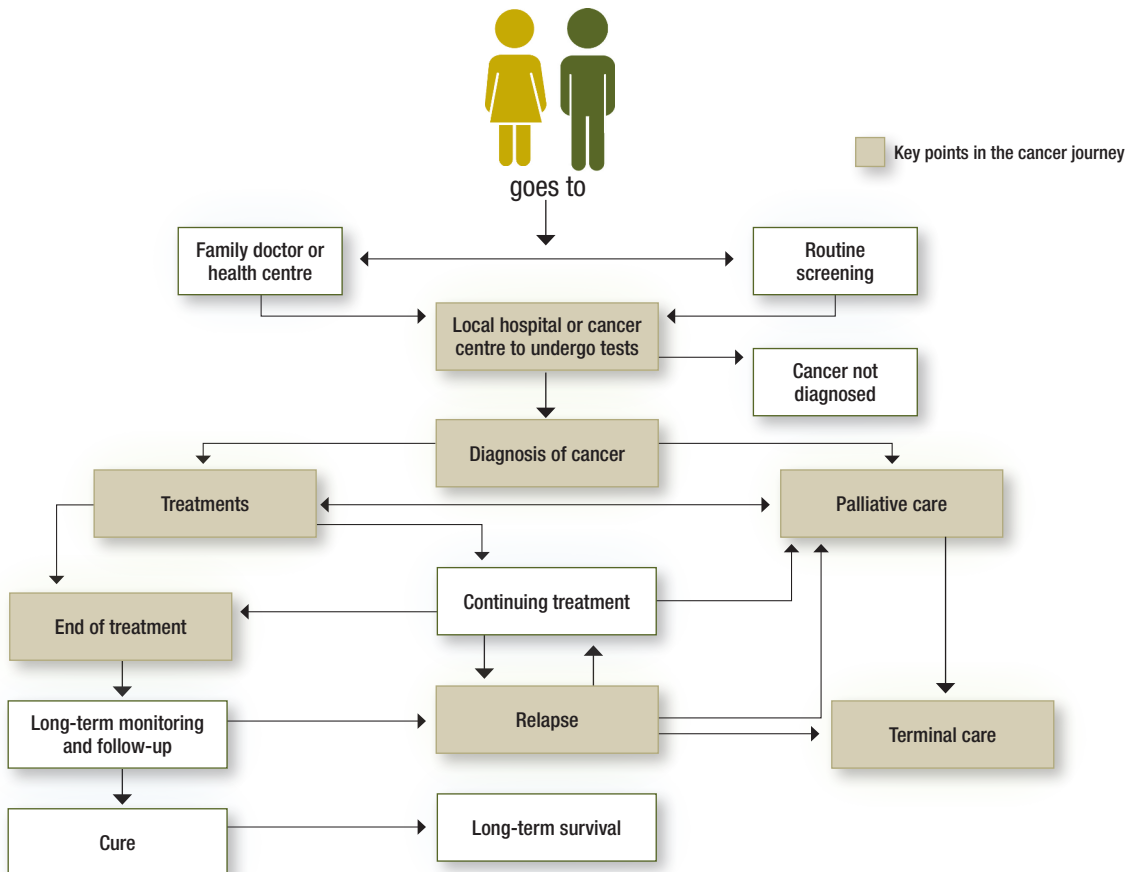 goes to
Key points in the cancer journey
Family doctor or
health centre
Routine
screening
Local hospital or cancer
centre to undergo tests
Cancer not
diagnosed
Diagnosis of cancer
Treatments
Palliative care
Continuing treatment
End of treatment
Relapse
Long-term monitoring
and follow-up
Terminal care
Cure
Long-term survival